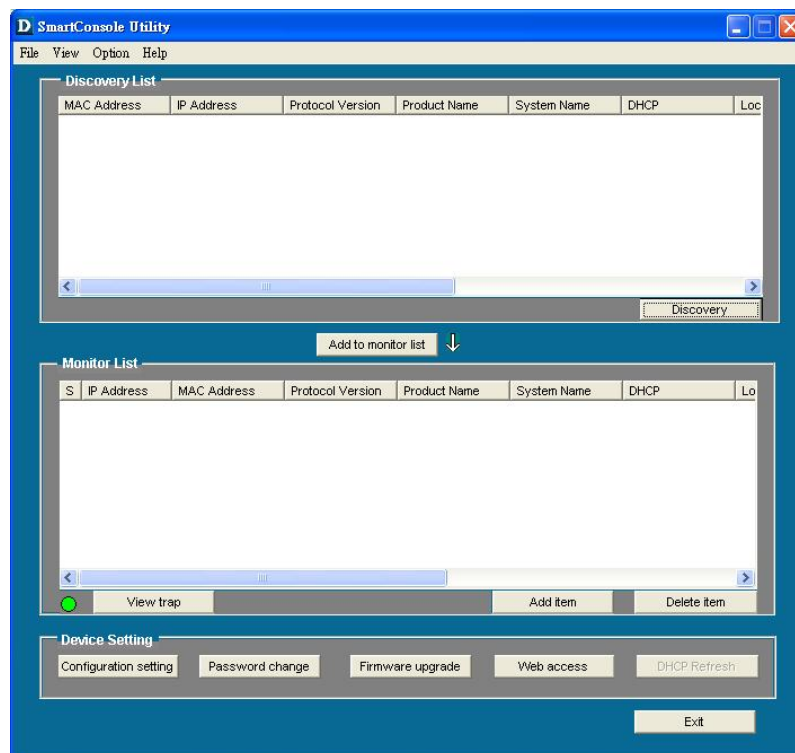 D SmartConsole Utility
File View Option Help
Discovery List
MAC Address IP Address Protocol Version Product Name System Name DHCP Loc
Discovery
Add to monitor list
Monitor List
S IP Address MAC Address Protocol Version Product Name System Name DHCP Lo
View trap Add item Delete item
Device Setting
Configuration setting Password change Firmware upgrade Web access DHCP Refresh
Exit